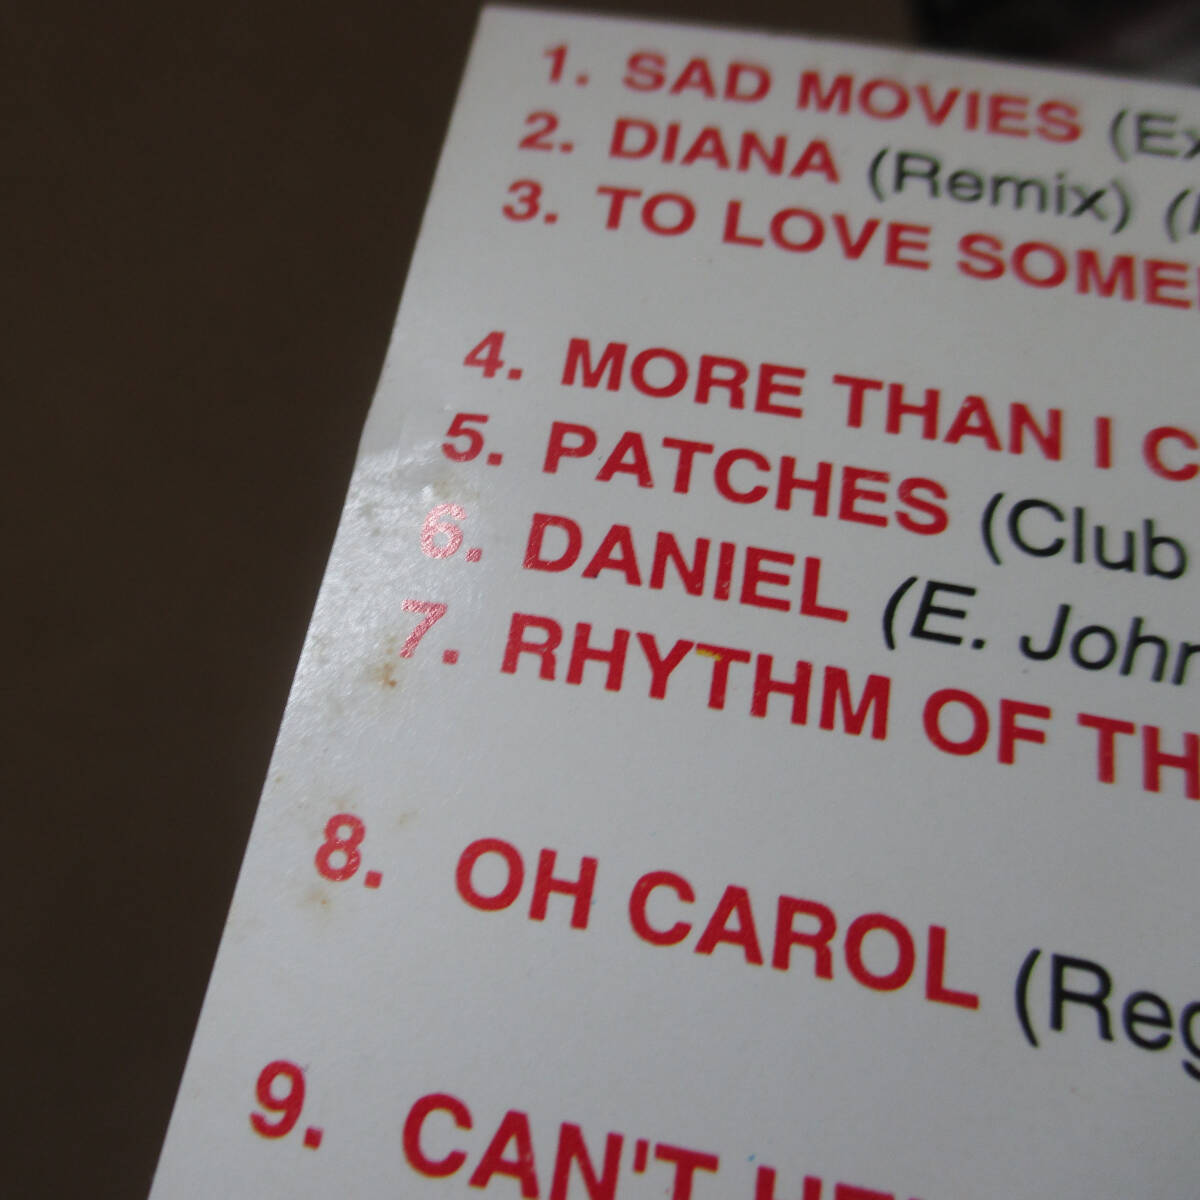 1. SAD MOVIES (Ex
2. DIANA (Remix) (
3. TO LOVE SOME
4. MORE THAN I C
5. PATCHES (Club
6. DANIEL (E. John
7. RHYTHM OF TH
8. OH CAROL (Reg
9. CAN'T